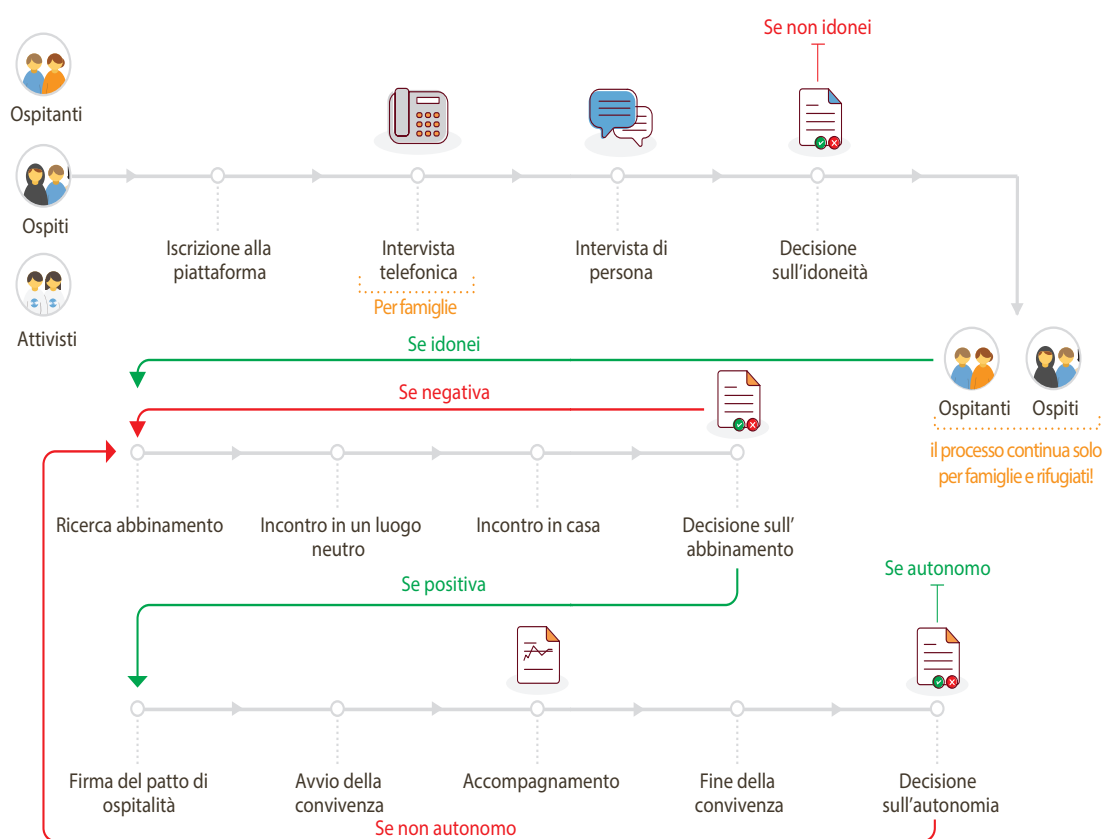 Se non idonei
Ospitanti
Ospiti
Attivisti
Iscrizione alla
piattaforma
Intervista
telefonica
Per famiglie
Intervista di
persona
Decisione
sull'idoneità
Se idonei
Ospitanti
Ospiti
il processo continua solo
per famiglie e rifugiati!
Se negativa
Ricerca abbinamento
Incontro in un luogo
neutro
Incontro in casa
Decisione sull'
abbinamento
Se positiva
Se autonomo
Firma del patto di
ospitalità
Avvio della
convivenza
Accompagnamento
Fine della
convivenza
Decisione
sull'autonomia
Se non autonomo